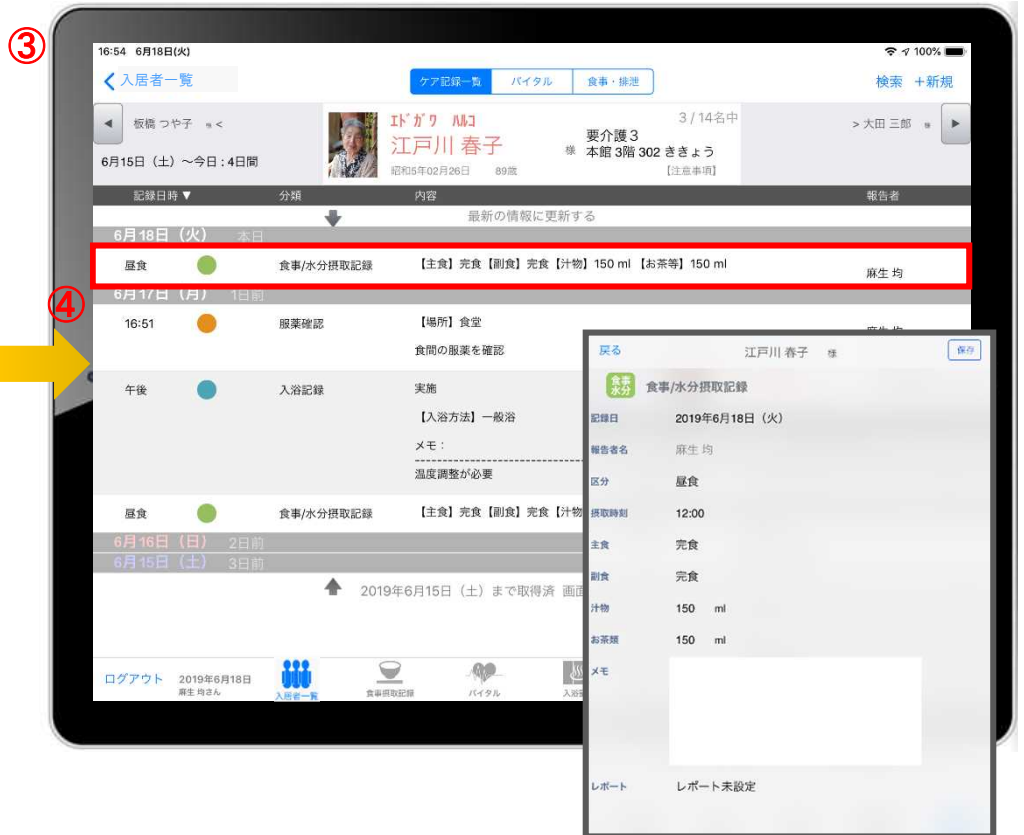 ③
16:54 6月18日(火)
100%
入居者一覧
ケア記録一覧 バイタル 食事・排泄
検索 +新規
板橋 つや子 様 <
ｴﾄﾞｶﾞﾜ ﾊﾙｺ
3 / 14名中
江戸川 春子 様
要介護3
> 大田 三郎 様
本館 3階 302 ききょう
6月15日（土）～今日：4日間
昭和5年02月26日 89歳
【注意事項】
記録日時 ▼ 分類 内容 報告者
最新の情報に更新する
6月18日（火） 本日
昼食 食事/水分摂取記録 【主食】完食【副食】完食【汁物】150 ml 【お茶等】150 ml 麻生 均
④
6月17日（月） 1日前
16:51 服薬確認 【場所】食堂
食間の服薬を確認
午後 入浴記録 実施
【入浴方法】一般浴
メモ：
温度調整が必要
昼食 食事/水分摂取記録 【主食】完食【副食】完食【汁物
6月16日（日） 2日前
6月15日（土） 3日前
2019年6月15日（土）まで取得済 画面
ログアウト 2019年6月18日
麻生 均さん
入居者一覧 食事摂取記録 バイタル
戻る 江戸川 春子 様 保存
食事
水分
食事/水分摂取記録
記録日 2019年6月18日（火）
報告者名 麻生 均
区分 昼食
摂取時刻 12:00
主食 完食
副食 完食
汁物 150 ml
お茶類 150 ml
メモ
レポート レポート未設定